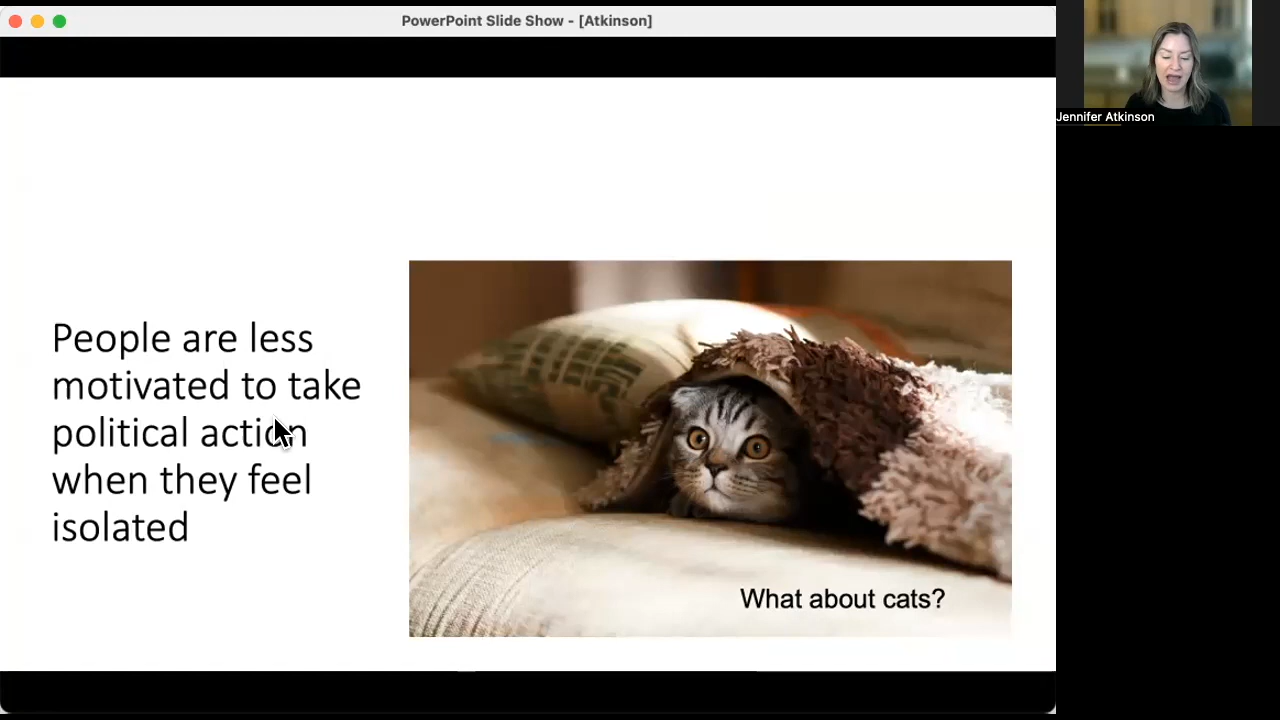 PowerPoint Slide Show - [Atkinson]
Jennifer Atkinson
People are less
motivated to take
political action
when they feel
isolated
What about cats?